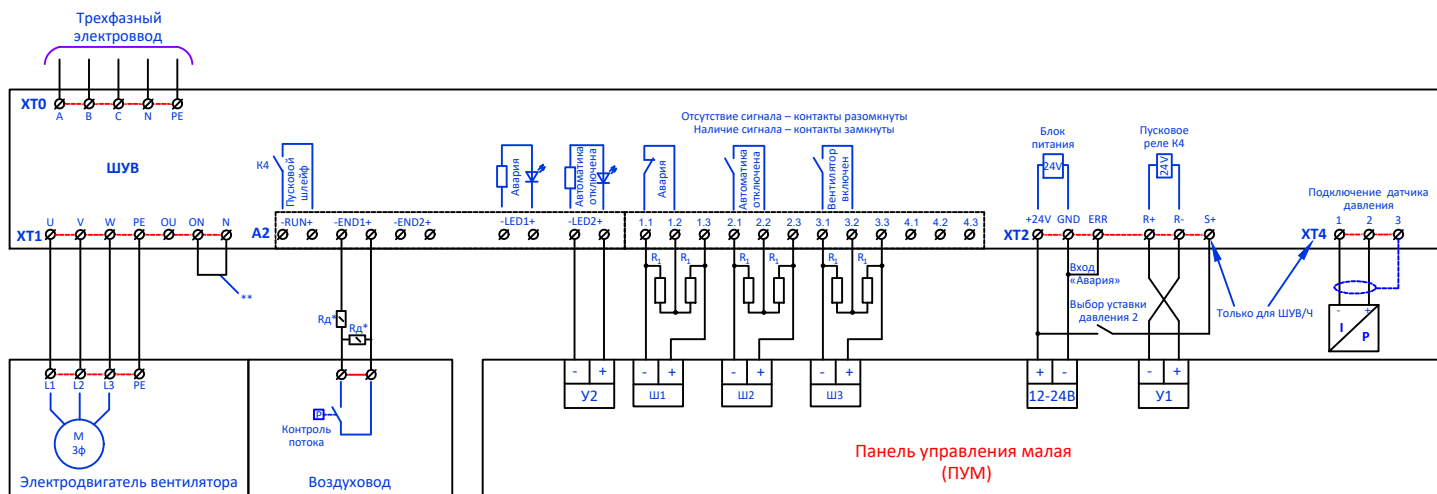 Трехфазный
электроввод
XT0
A B C N PE
ШУВ
K4
Пусковой
шлейф
Авария
Автоматика
отключена
Отсутствие сигнала – контакты разомкнуты
Наличие сигнала – контакты замкнуты
Авария
Автоматика
отключена
Вентилятор
включен
Блок
питания
24V
Пусковое
реле К4
24V
Подключение датчика
давления
XT1
U V W PE OU ON N
A2
-RUN+ -END1+ -END2+ -LED1+ -LED2+ 1.1 1.2 1.3 2.1 2.2 2.3 3.1 3.2 3.3 4.1 4.2 4.3
XT2
+24V GND ERR R+ R- S+
XT4
1 2 3
**
Rд*
Rд*
R1 R1 R1 R1 R1 R1
Вход
«Авария»
Выбор уставки
давления 2
Только для ШУВ/Ч
- +
I P
L1 L2 L3 PE
М
3ф
Электродвигатель вентилятора
P
Контроль
потока
Воздуховод
- +
У2
- +
Ш1
- +
Ш2
- +
Ш3
+ -
12-24В
- +
У1
Панель управления малая
(ПУМ)